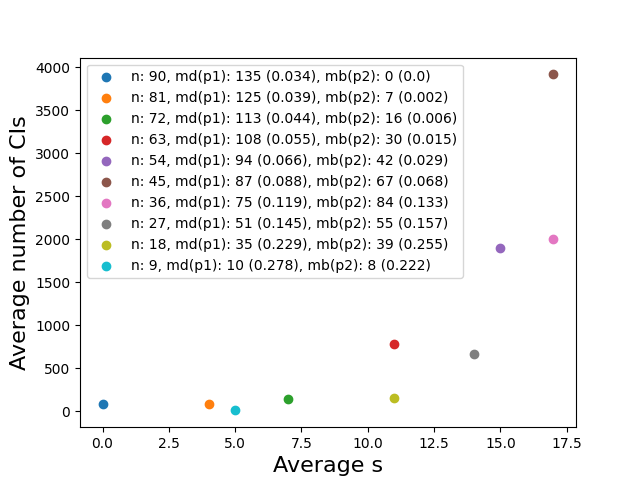 4000
3500
3000
2500
2000
1500
1000
500
0
Average number of CIs
n: 90, md(p1): 135 (0.034), mb(p2): 0 (0.0)
n: 81, md(p1): 125 (0.039), mb(p2): 7 (0.002)
n: 72, md(p1): 113 (0.044), mb(p2): 16 (0.006)
n: 63, md(p1): 108 (0.055), mb(p2): 30 (0.015)
n: 54, md(p1): 94 (0.066), mb(p2): 42 (0.029)
n: 45, md(p1): 87 (0.088), mb(p2): 67 (0.068)
n: 36, md(p1): 75 (0.119), mb(p2): 84 (0.133)
n: 27, md(p1): 51 (0.145), mb(p2): 55 (0.157)
n: 18, md(p1): 35 (0.229), mb(p2): 39 (0.255)
n: 9, md(p1): 10 (0.278), mb(p2): 8 (0.222)
0.0 2.5 5.0 7.5 10.0 12.5 15.0 17.5
Average s